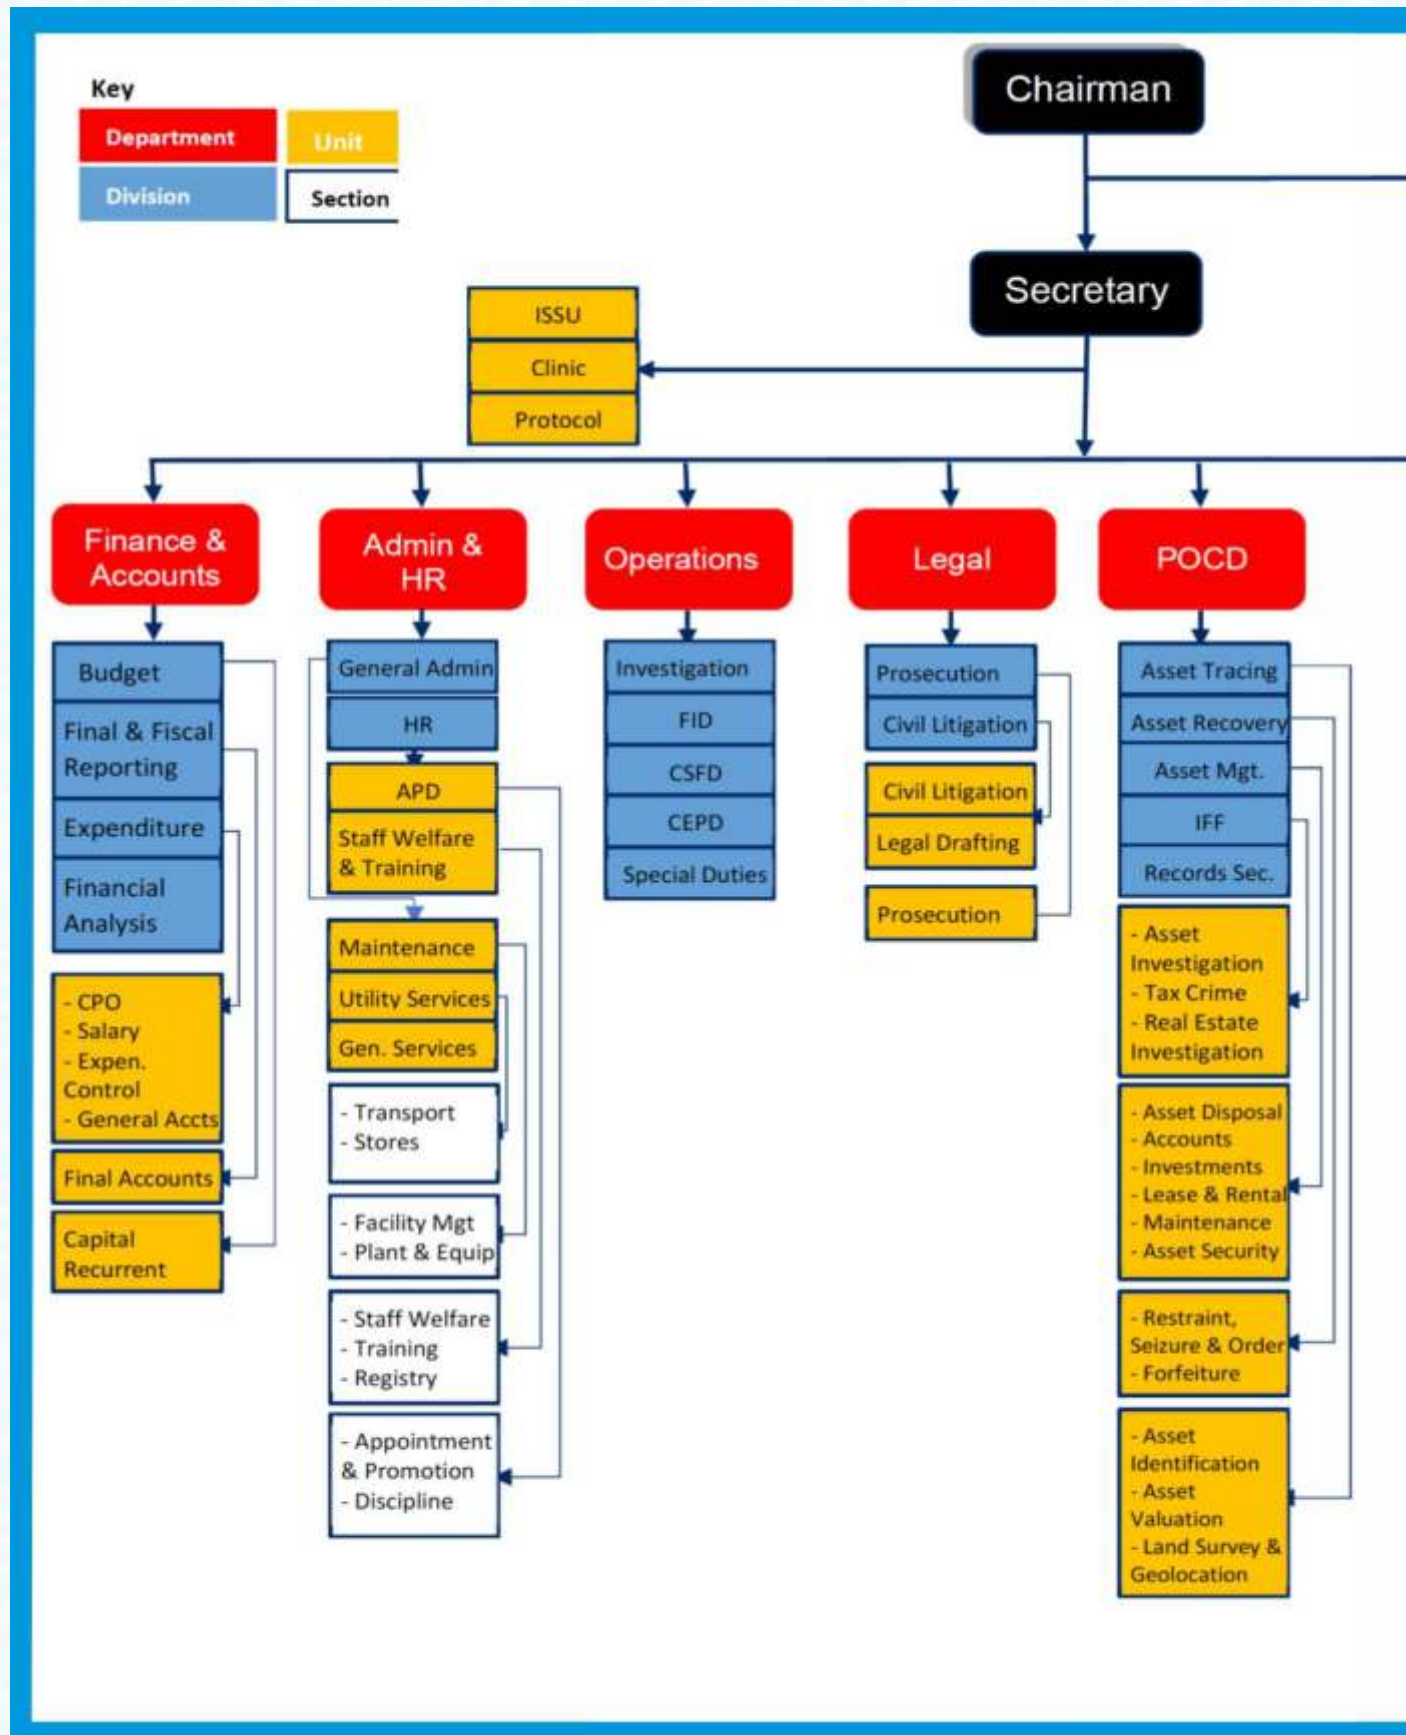 Key
Department
Unit
Division
Section
Chairman
Secretary
ISSU
Clinic
Protocol
Finance &
Accounts
Budget
Final & Fiscal
Reporting
Expenditure
Financial
Analysis
- CPO
- Salary
- Expen.
Control
- General Accts
Final Accounts
Capital
Recurrent
Admin &
HR
General Admin
HR
APD
Staff Welfare
& Training
Maintenance
Utility Services
Gen. Services
- Transport
- Stores
- Facility Mgt
- Plant & Equip
- Staff Welfare
- Training
- Registry
- Appointment
& Promotion
- Discipline
Operations
Investigation
FID
CSFD
CEPD
Special Duties
Legal
Prosecution
Civil Litigation
Civil Litigation
Legal Drafting
Prosecution
POCD
Asset Tracing
Asset Recovery
Asset Mgt.
IFF
Records Sec.
- Asset
Investigation
- Tax Crime
- Real Estate
Investigation
- Asset Disposal
- Accounts
- Investments
- Lease & Rental
- Maintenance
- Asset Security
- Restraint,
Seizure & Order
- Forfeiture
- Asset
Identification
- Asset
Valuation
- Land Survey &
Geolocation